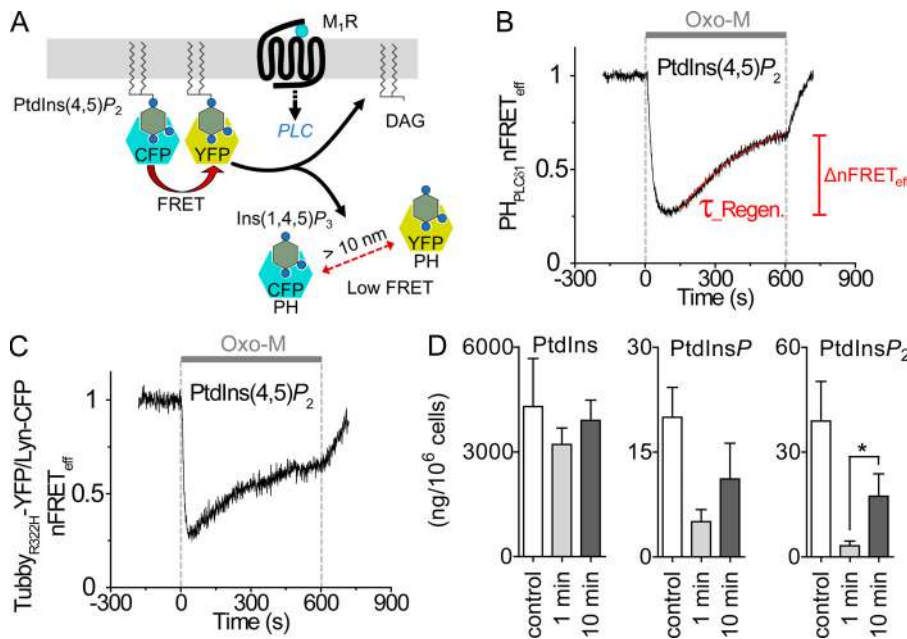 A
M1R
PtdIns(4,5)P2
CFP
YFP
PLC
DAG
FRET
Ins(1,4,5)P3
> 10 nm
YFP
PH
CFP
PH
Low FRET
B
Oxo-M
PtdIns(4,5)P2
PHPLCδ1 nFRETeff
1
0.5
0
τ_Regen.
ΔnFRETeff
-300 0 300 600 900
Time (s)
C
Oxo-M
PtdIns(4,5)P2
Tubby R322H-YFP/Lyn-CFP
nFRETeff
1
0.5
0
-300 0 300 600 900
Time (s)
D
PtdIns
PtdInsP
PtdInsP2
(ng/10^6 cells)
6000
3000
0
30
15
0
60
30
0
*
control 1 min 10 min
control 1 min 10 min
control 1 min 10 min